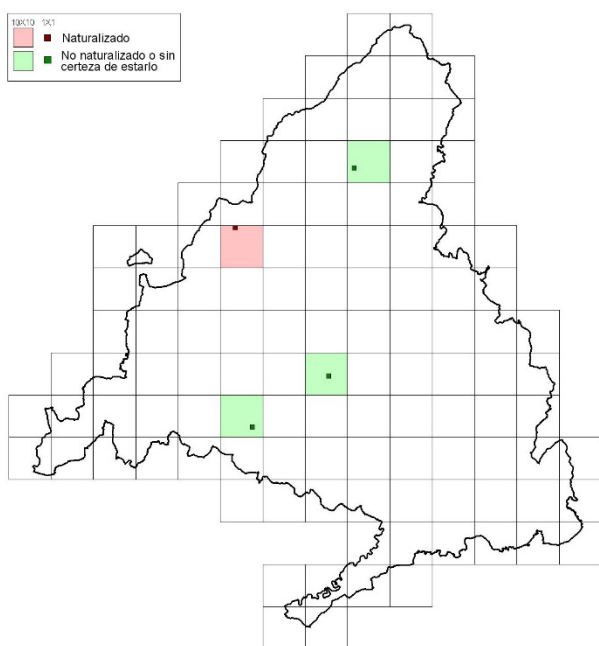 10X10 1X1
Naturalizado
No naturalizado o sin
certeza de estarlo